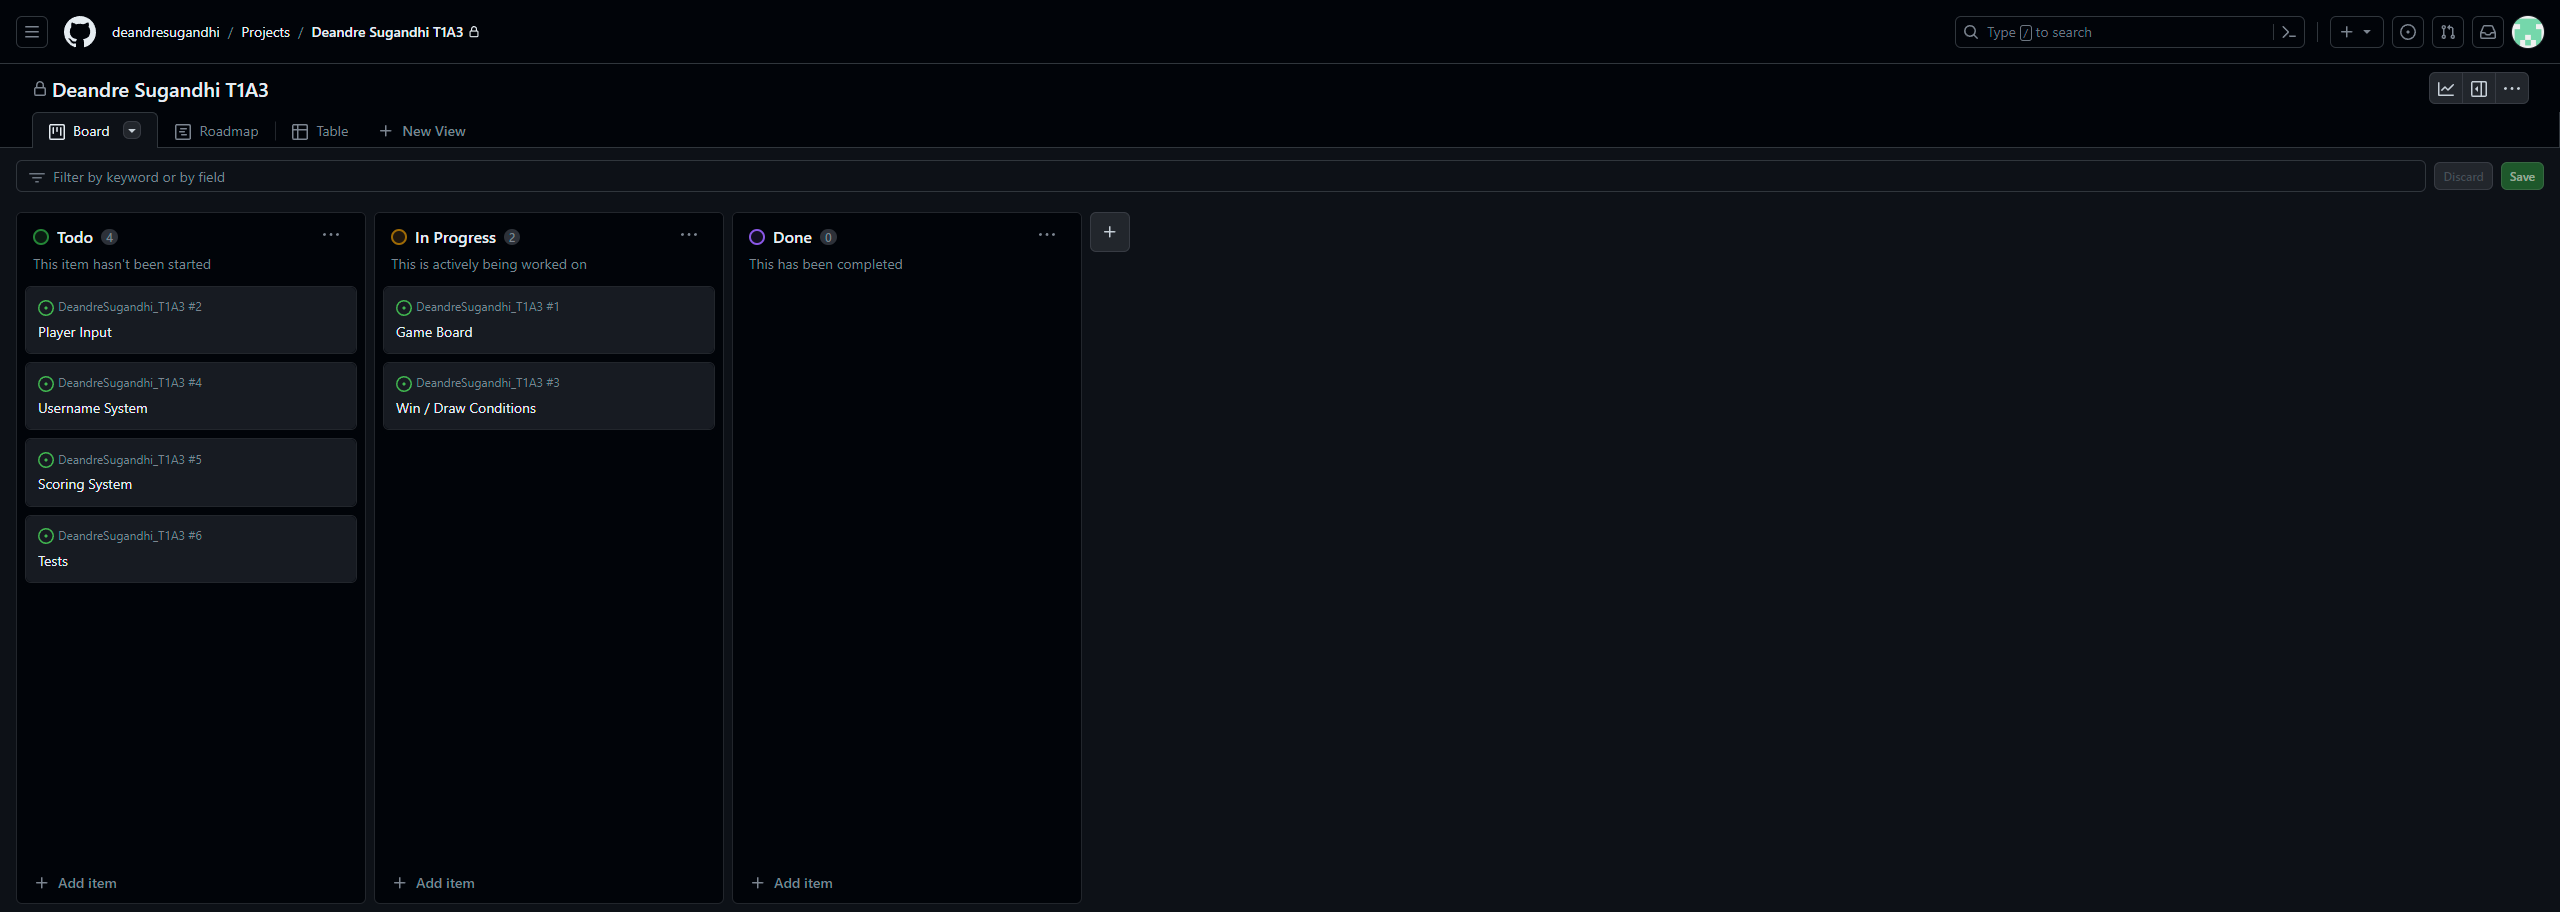 deandresugandhi / Projects / Deandre Sugandhi T1A3
Type / to search
Deandre Sugandhi T1A3
Board
Roadmap
Table
New View
Filter by keyword or by field
Discard
Save
Todo 4
This item hasn't been started
DeandreSugandhi_T1A3 #2
Player Input
DeandreSugandhi_T1A3 #4
Username System
DeandreSugandhi_T1A3 #5
Scoring System
DeandreSugandhi_T1A3 #6
Tests
Add item
In Progress 2
This is actively being worked on
DeandreSugandhi_T1A3 #1
Game Board
DeandreSugandhi_T1A3 #3
Win / Draw Conditions
Add item
Done 0
This has been completed
Add item